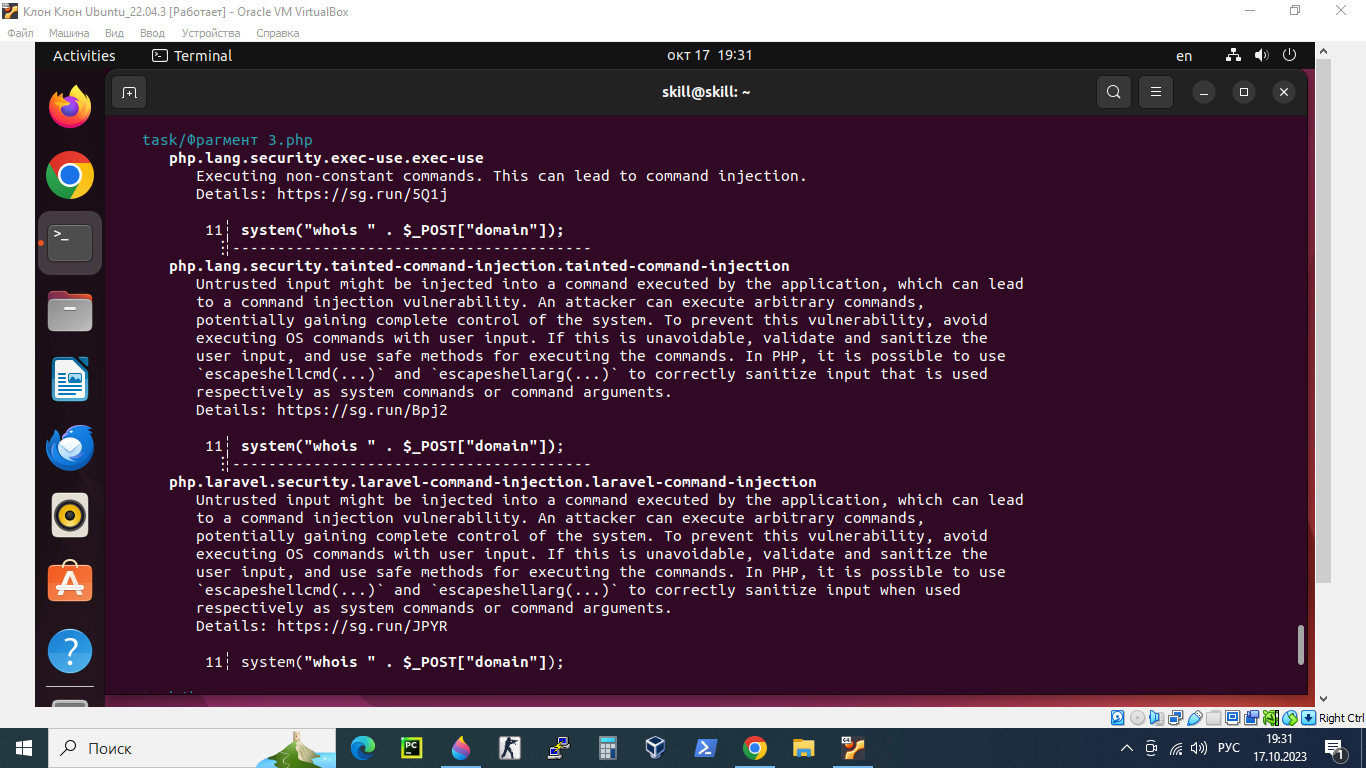 Клон Клон Ubuntu_22.04.3 [Работает] - Oracle VM VirtualBox
Файл Машина Вид Ввод Устройства Справка
Activities Terminal окт 17 19:31 en
skill@skill: ~
task/Фрагмент 3.php
php.lang.security.exec-use.exec-use
Executing non-constant commands. This can lead to command injection.
Details: https://sg.run/5Q1j
11┆ system("whois " . $_POST["domain"]);
⋮┆----------------------------------------
php.lang.security.tainted-command-injection.tainted-command-injection
Untrusted input might be injected into a command executed by the application, which can lead
to a command injection vulnerability. An attacker can execute arbitrary commands,
potentially gaining complete control of the system. To prevent this vulnerability, avoid
executing OS commands with user input. If this is unavoidable, validate and sanitize the
user input, and use safe methods for executing the commands. In PHP, it is possible to use
`escapeshellcmd(...)` and `escapeshellarg(...)` to correctly sanitize input that is used
respectively as system commands or command arguments.
Details: https://sg.run/Bpj2
11┆ system("whois " . $_POST["domain"]);
⋮┆----------------------------------------
php.laravel.security.laravel-command-injection.laravel-command-injection
Untrusted input might be injected into a command executed by the application, which can lead
to a command injection vulnerability. An attacker can execute arbitrary commands,
potentially gaining complete control of the system. To prevent this vulnerability, avoid
executing OS commands with user input. If this is unavoidable, validate and sanitize the
user input, and use safe methods for executing the commands. In PHP, it is possible to use
`escapeshellcmd(...)` and `escapeshellarg(...)` to correctly sanitize input when used
respectively as system commands or command arguments.
Details: https://sg.run/JPYR
11┆ system("whois " . $_POST["domain"]);
Right Ctrl
Поиск
РУС
19:31
17.10.2023
1